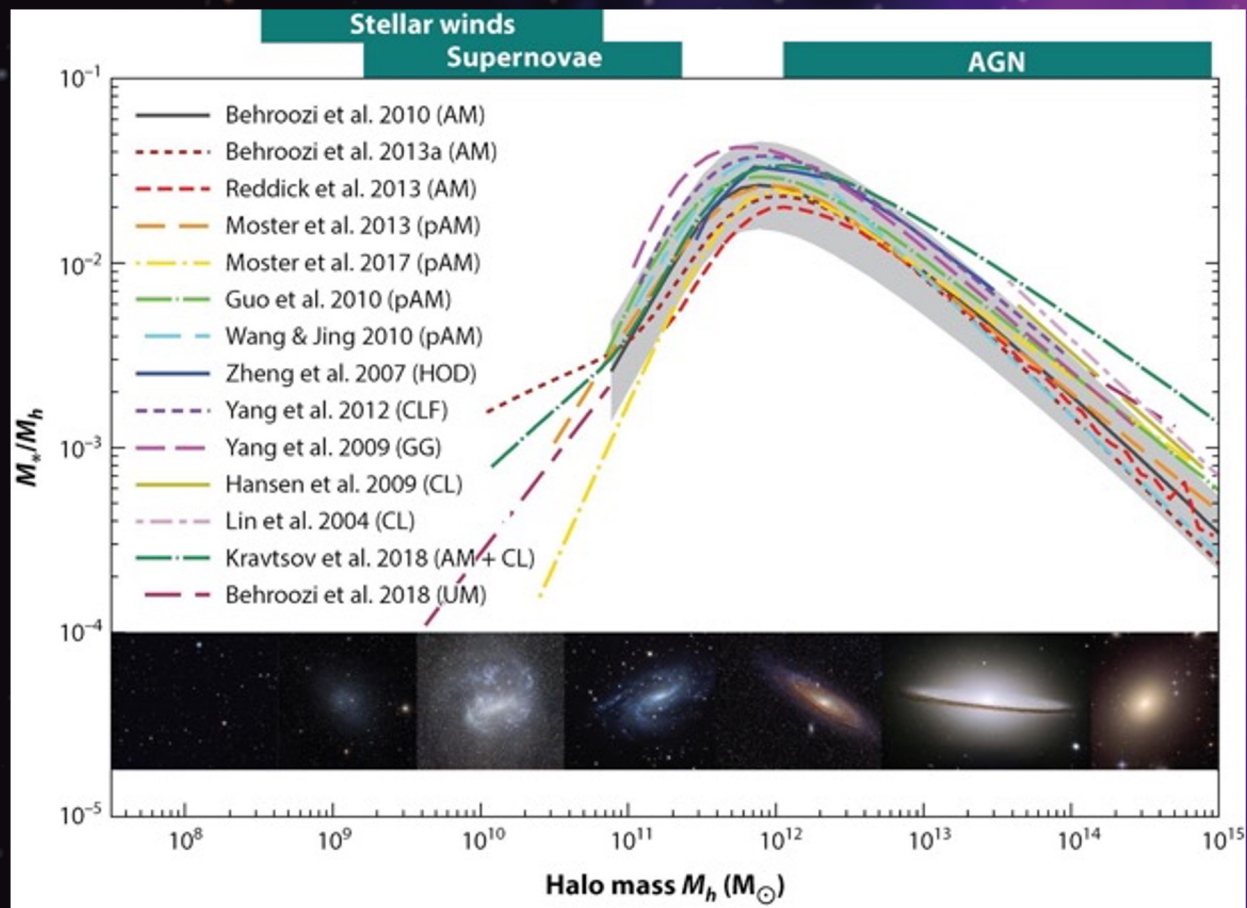 Stellar winds
Supernovae
AGN
10⁻¹
Behroozi et al. 2010 (AM)
Behroozi et al. 2013a (AM)
Reddick et al. 2013 (AM)
Moster et al. 2013 (pAM)
10⁻²
Moster et al. 2017 (pAM)
Guo et al. 2010 (pAM)
Wang & Jing 2010 (pAM)
Zheng et al. 2007 (HOD)
Yang et al. 2012 (CLF)
M*/Mh
10⁻³
Yang et al. 2009 (GG)
Hansen et al. 2009 (CL)
Lin et al. 2004 (CL)
Kravtsov et al. 2018 (AM + CL)
Behroozi et al. 2018 (UM)
10⁻⁴
10⁻⁵
10⁸ 10⁹ 10¹⁰ 10¹¹ 10¹² 10¹³ 10¹⁴ 10¹⁵
Halo mass Mh (M⊙)